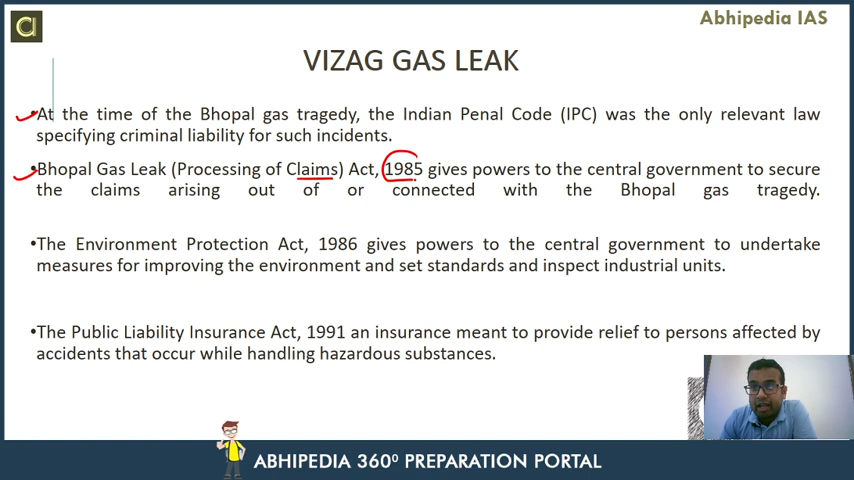 Abhipedia IAS
a
VIZAG GAS LEAK
•At the time of the Bhopal gas tragedy, the Indian Penal Code (IPC) was the only relevant law
specifying criminal liability for such incidents.
•Bhopal Gas Leak (Processing of Claims) Act, 1985 gives powers to the central government to secure
the claims arising out of or connected with the Bhopal gas tragedy.
•The Environment Protection Act, 1986 gives powers to the central government to undertake
measures for improving the environment and set standards and inspect industrial units.
•The Public Liability Insurance Act, 1991 an insurance meant to provide relief to persons affected by
accidents that occur while handling hazardous substances.
ABHIPEDIA 360⁰ PREPARATION PORTAL